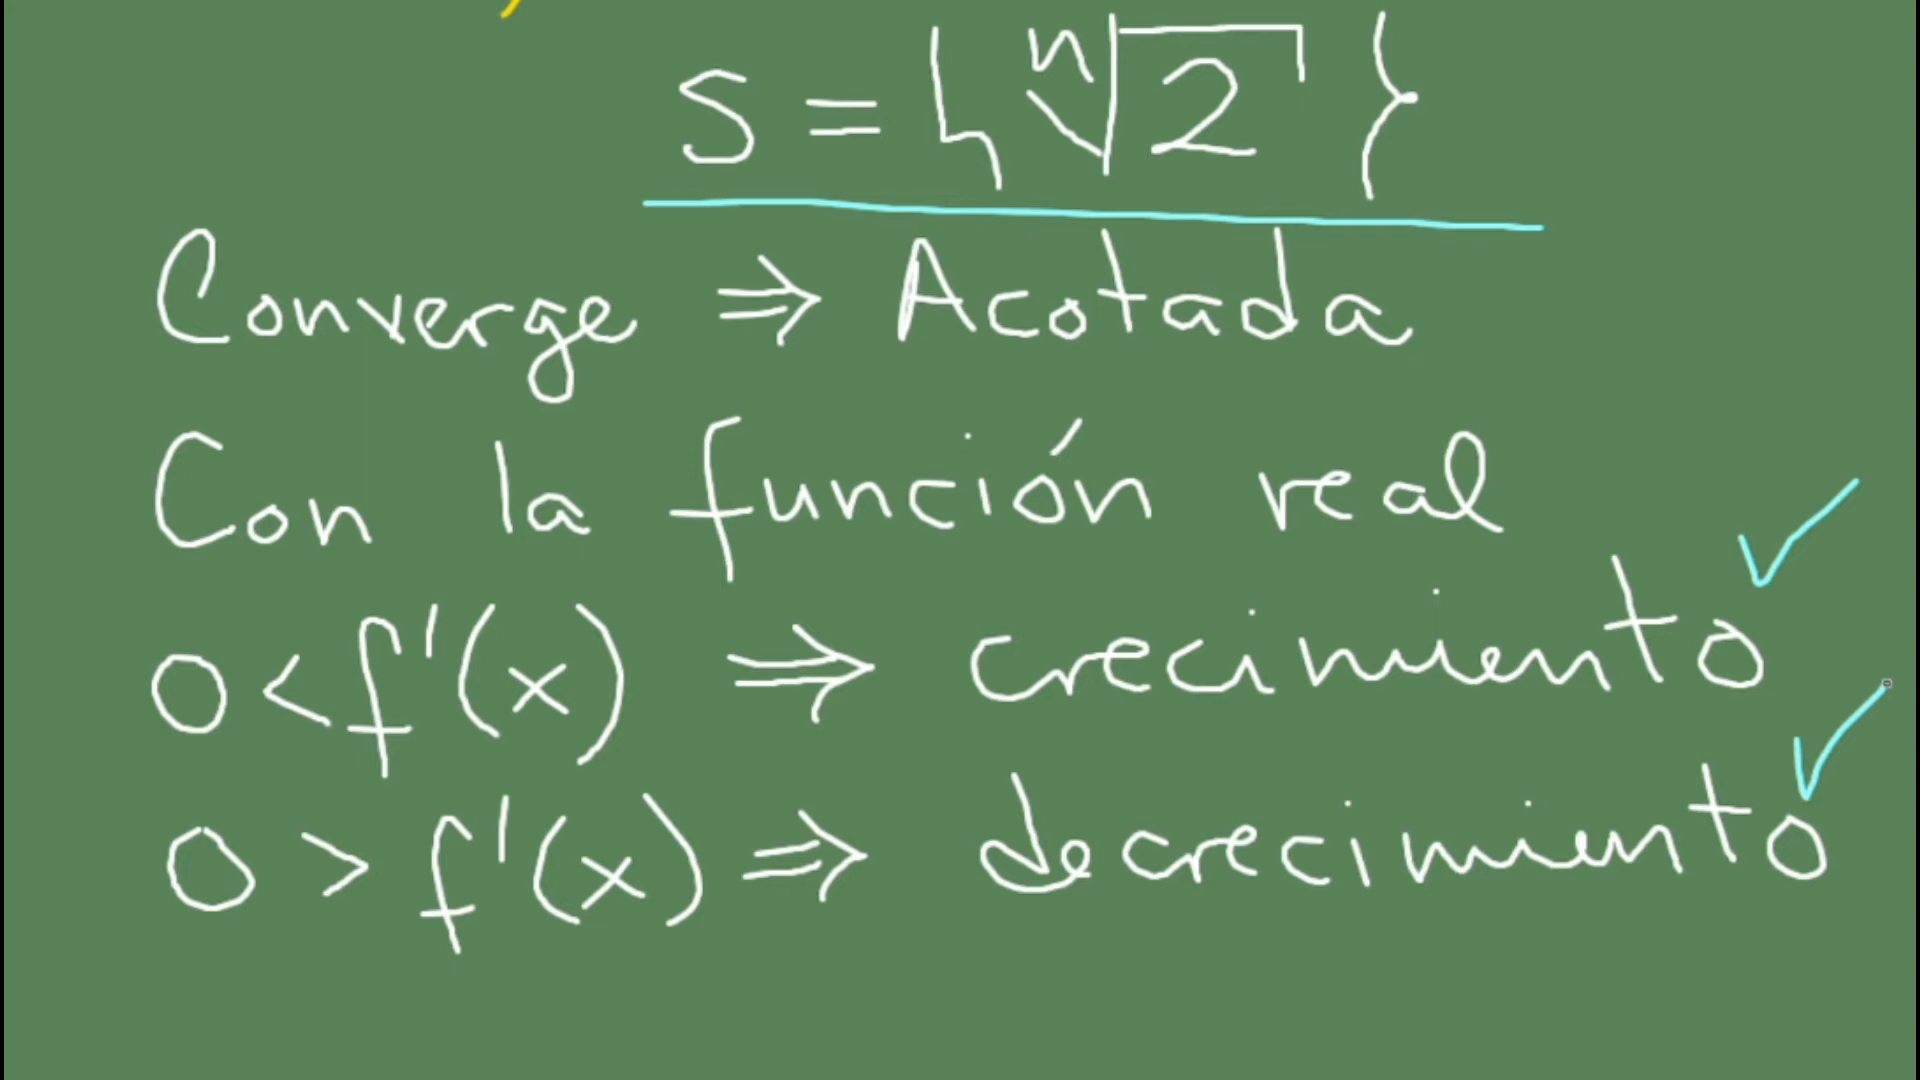 S = { ⁿ√2 }
Converge ⇒ Acotada
Con la función real
0 < f'(x) ⇒ crecimiento
0 > f'(x) ⇒ decrecimiento